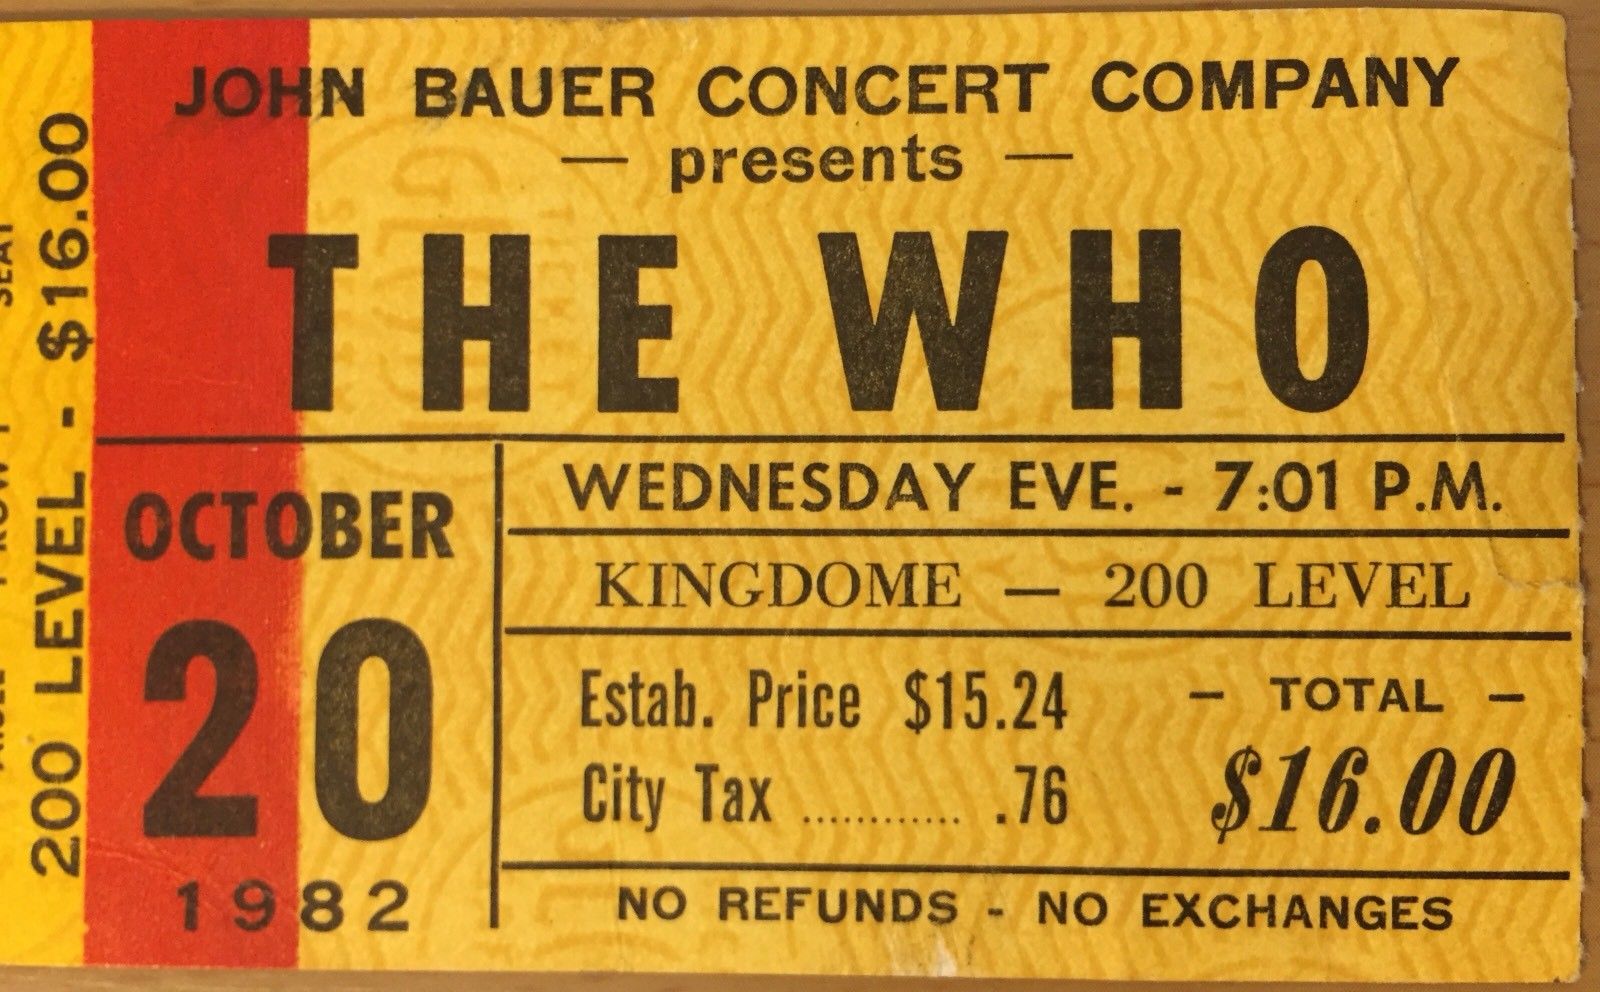 JOHN BAUER CONCERT COMPANY
— presents —
THE WHO
OCTOBER
20
1982
WEDNESDAY EVE. - 7:01 P.M.
KINGDOME — 200 LEVEL
Estab. Price $15.24
City Tax ............ .76
— TOTAL —
$16.00
NO REFUNDS - NO EXCHANGES
200 LEVEL - $16.00
SEAT